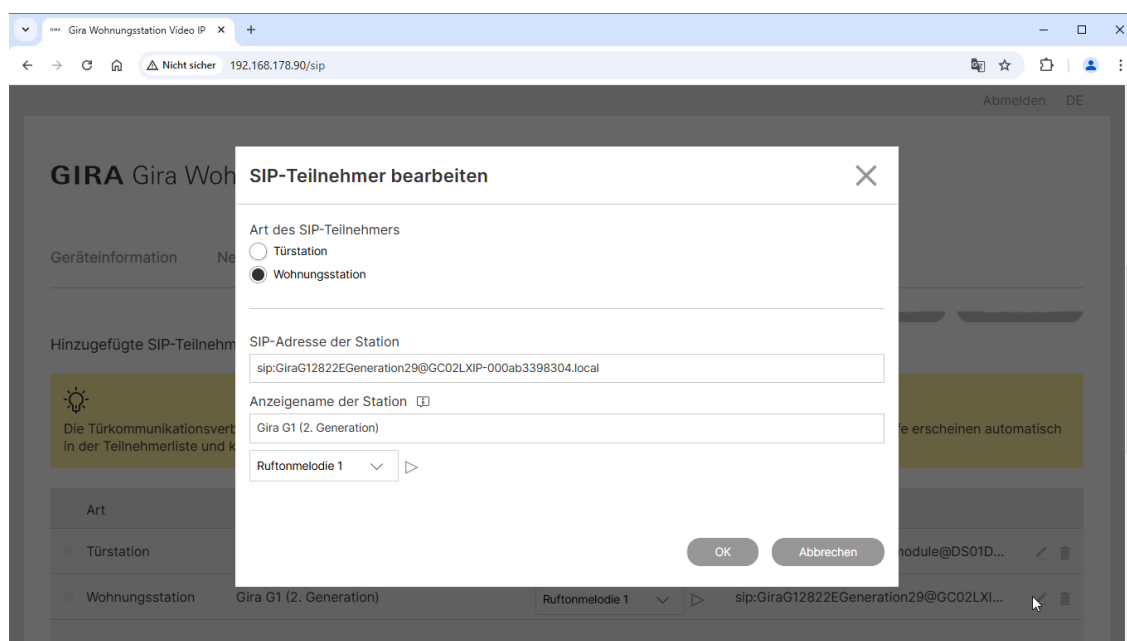 Gira Wohnungsstation Video IP
Nicht sicher 192.168.178.90/sip
Abmelden DE
GIRA Gira Woh
SIP-Teilnehmer bearbeiten
Geräteinformation Ne
Art des SIP-Teilnehmers
Türstation
Wohnungsstation
Hinzugefügte SIP-Teilnehm
SIP-Adresse der Station
sip:GiraG12822EGeneration29@GC02LXIP-000ab3398304.local
Anzeigename der Station
Gira G1 (2. Generation)
Die Türkommunikationsverb fe erscheinen automatisch
in der Teilnehmerliste und k
Ruftonmelodie 1
Art
OK Abbrechen
Türstation nodule@DS01D...
Wohnungsstation Gira G1 (2. Generation) Ruftonmelodie 1 sip:GiraG12822EGeneration29@GC02LXI...